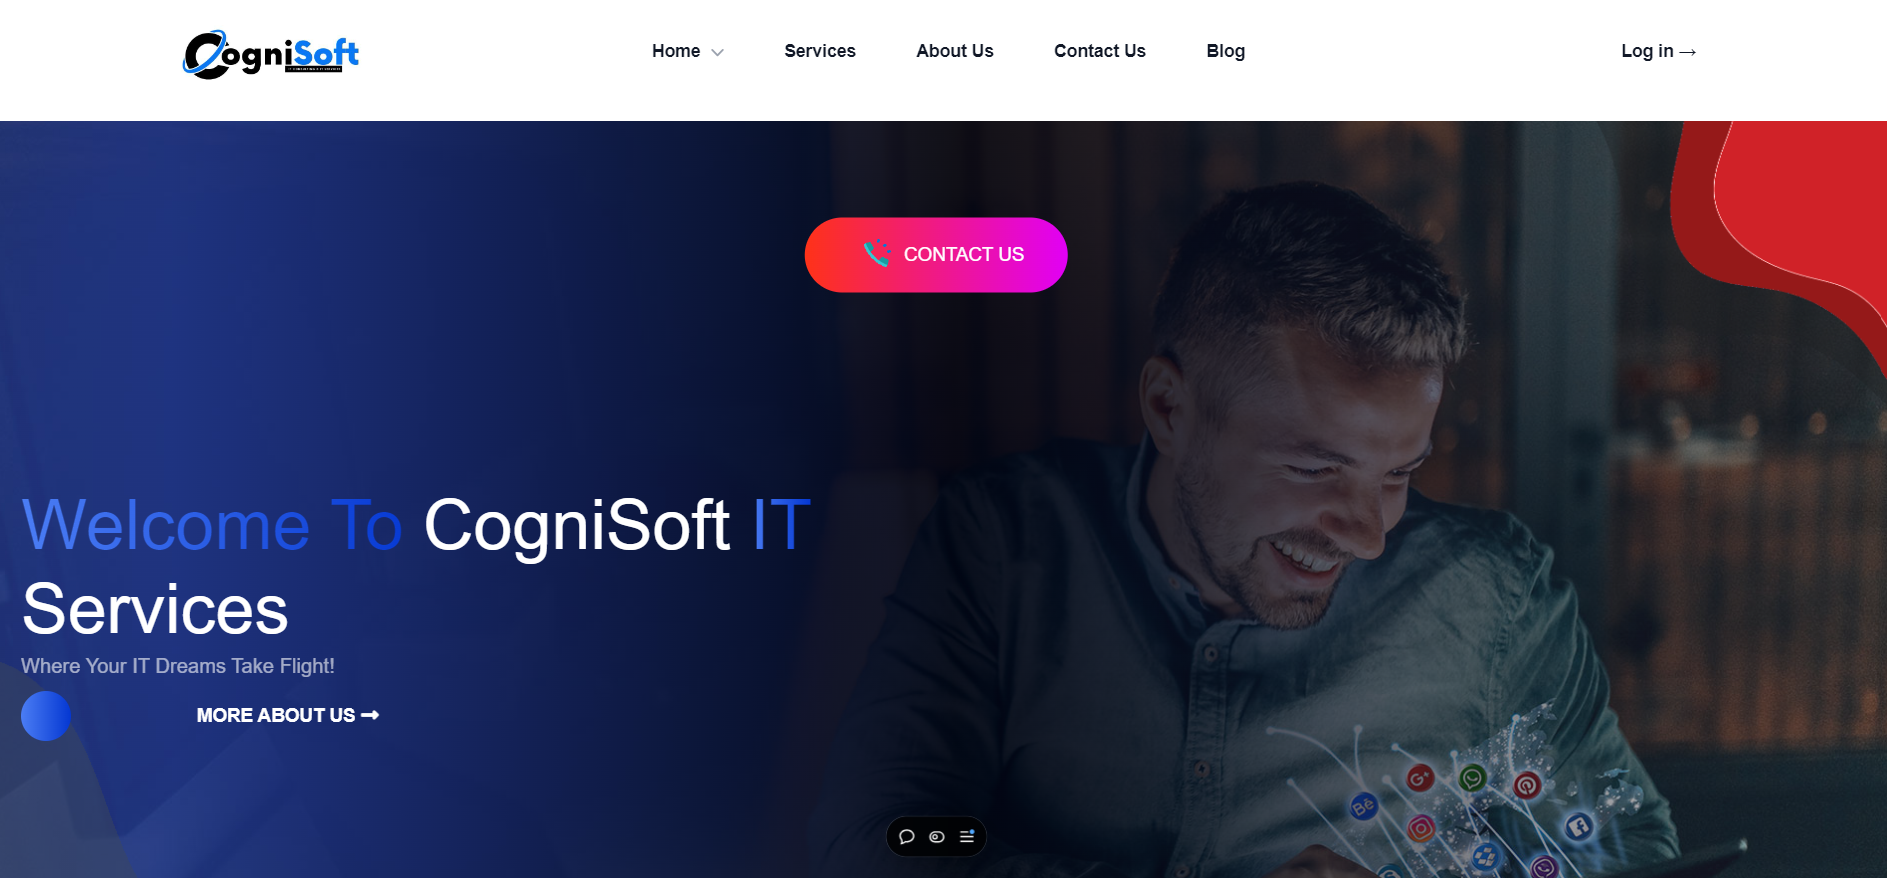 CogniSoft
Home
Services
About Us
Contact Us
Blog
Log in →
CONTACT US
Welcome To CogniSoft IT
Services
Where Your IT Dreams Take Flight!
MORE ABOUT US ➞